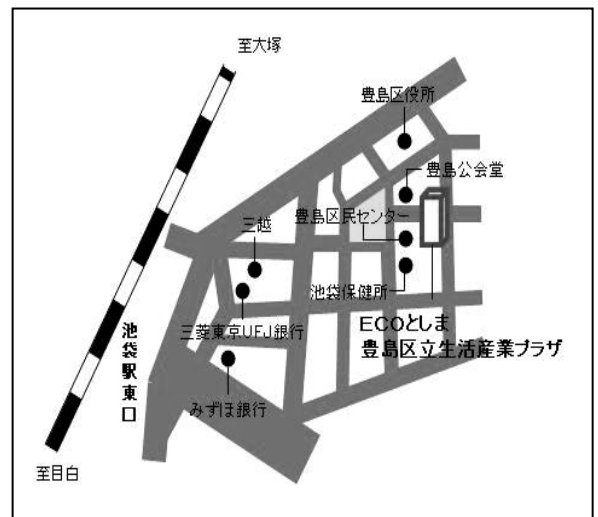 至大塚
豊島区役所
豊島公会堂
豊島区民センター
三越
池袋保健所
三菱東京UFJ銀行
ECOとしま
豊島区立生活産業プラザ
池袋駅東口
みずほ銀行
至目白